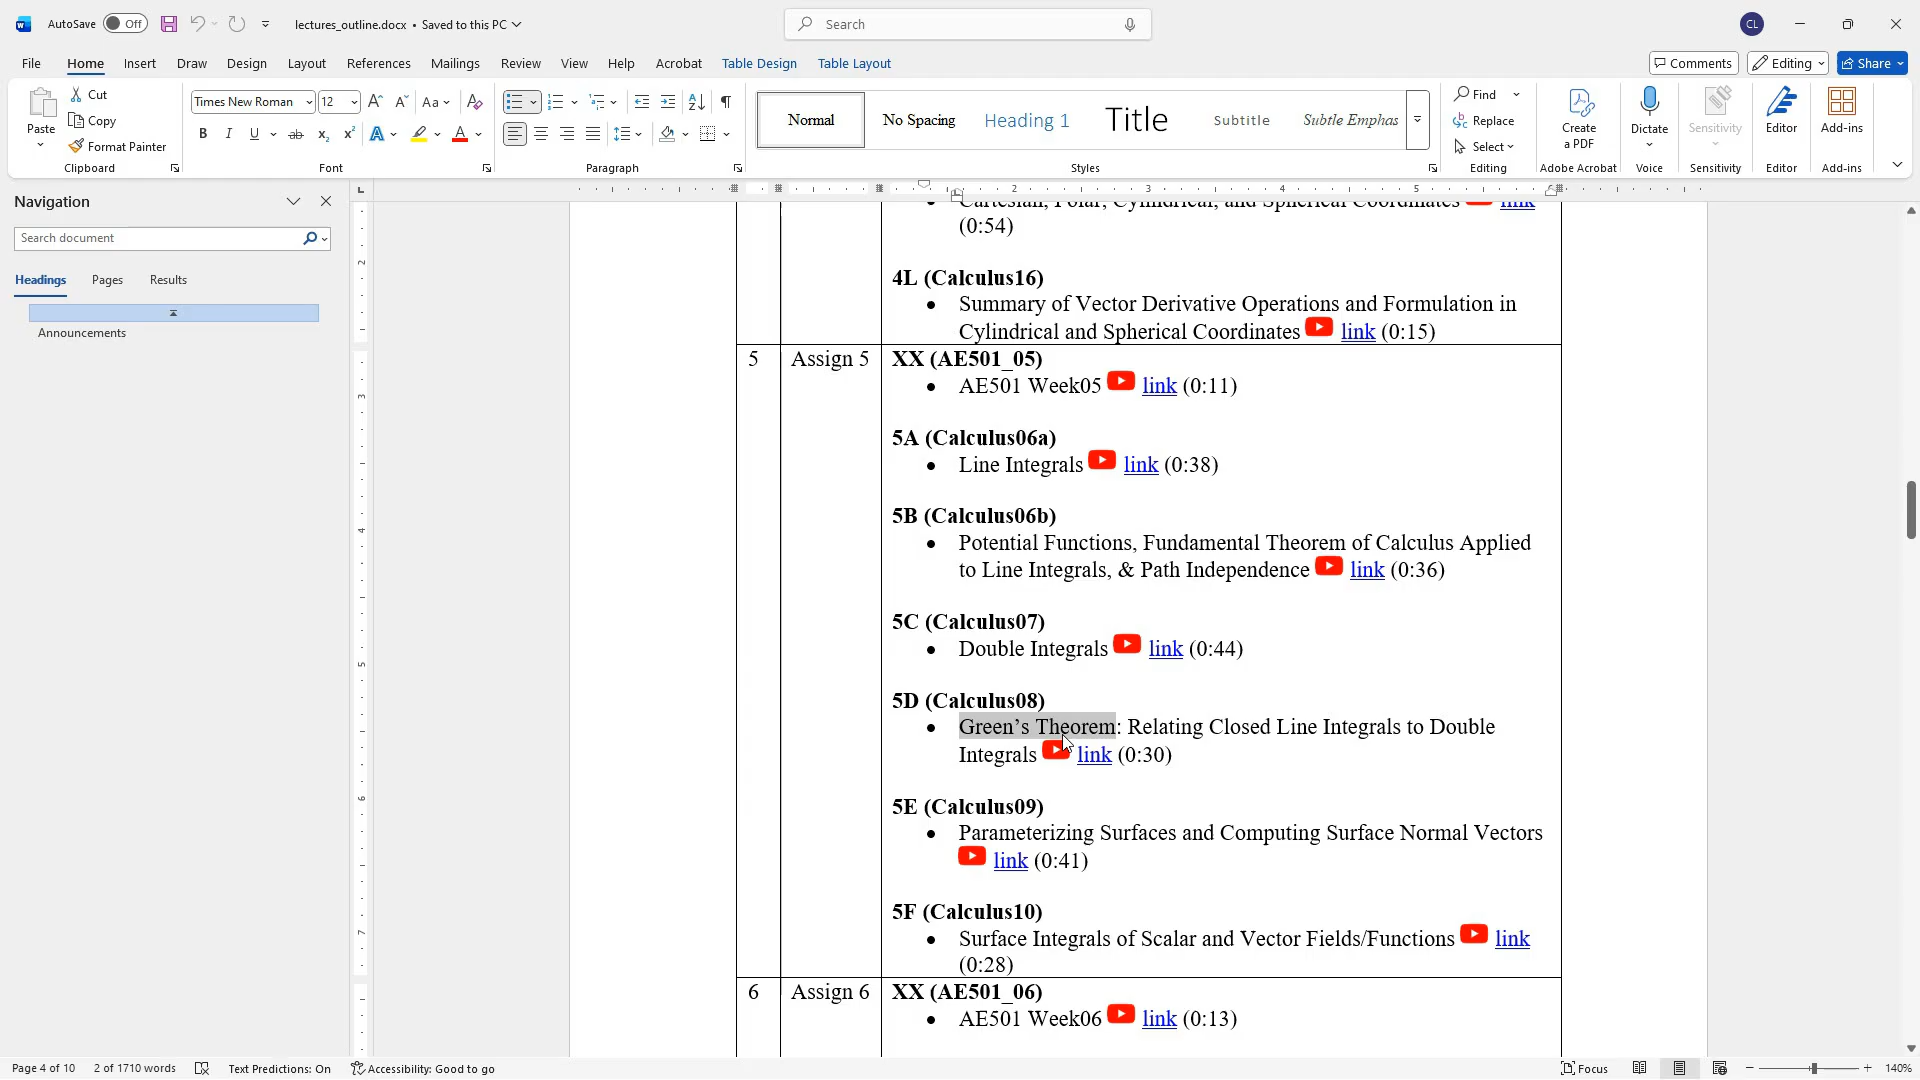 AutoSave Off lectures_outline.docx • Saved to this PC Search CL
File Home Insert Draw Design Layout References Mailings Review View Help Acrobat Table Design Table Layout Comments Editing Share
Paste Cut Copy Format Painter Clipboard
Times New Roman 12 Aa Font
Paragraph
Normal No Spacing Heading 1 Title Subtitle Subtle Emphas Styles
Find Replace Select Editing
Create a PDF Adobe Acrobat
Dictate Voice
Sensitivity Sensitivity
Editor Editor
Add-ins Add-ins
Navigation
Search document
Headings Pages Results
Announcements
Cartesian, Polar, Cylindrical, and Spherical Coordinates link
(0:54)
4L (Calculus16)
• Summary of Vector Derivative Operations and Formulation in
Cylindrical and Spherical Coordinates link (0:15)
5 Assign 5 XX (AE501_05)
• AE501 Week05 link (0:11)
5A (Calculus06a)
• Line Integrals link (0:38)
5B (Calculus06b)
• Potential Functions, Fundamental Theorem of Calculus Applied
to Line Integrals, & Path Independence link (0:36)
5C (Calculus07)
• Double Integrals link (0:44)
5D (Calculus08)
• Green’s Theorem: Relating Closed Line Integrals to Double
Integrals link (0:30)
5E (Calculus09)
• Parameterizing Surfaces and Computing Surface Normal Vectors
link (0:41)
5F (Calculus10)
• Surface Integrals of Scalar and Vector Fields/Functions link
(0:28)
6 Assign 6 XX (AE501_06)
• AE501 Week06 link (0:13)
Page 4 of 10 2 of 1710 words Text Predictions: On Accessibility: Good to go Focus 140%